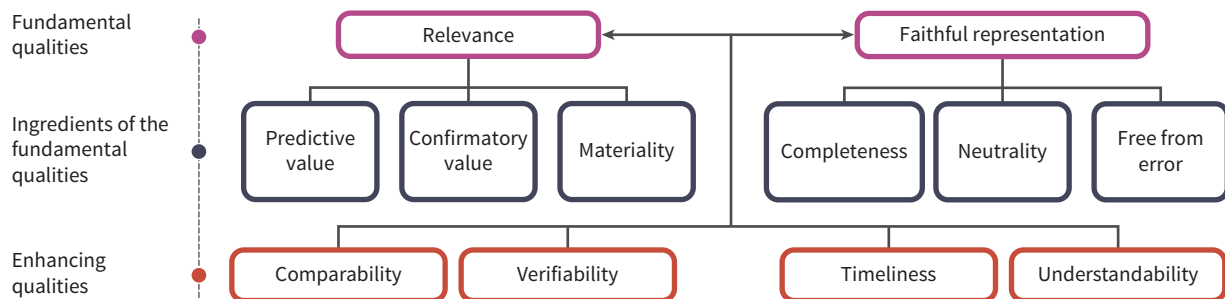 Fundamental
qualities
Relevance
Faithful representation
Ingredients of the
fundamental
qualities
Predictive
value
Confirmatory
value
Materiality
Completeness
Neutrality
Free from
error
Enhancing
qualities
Comparability
Verifiability
Timeliness
Understandability